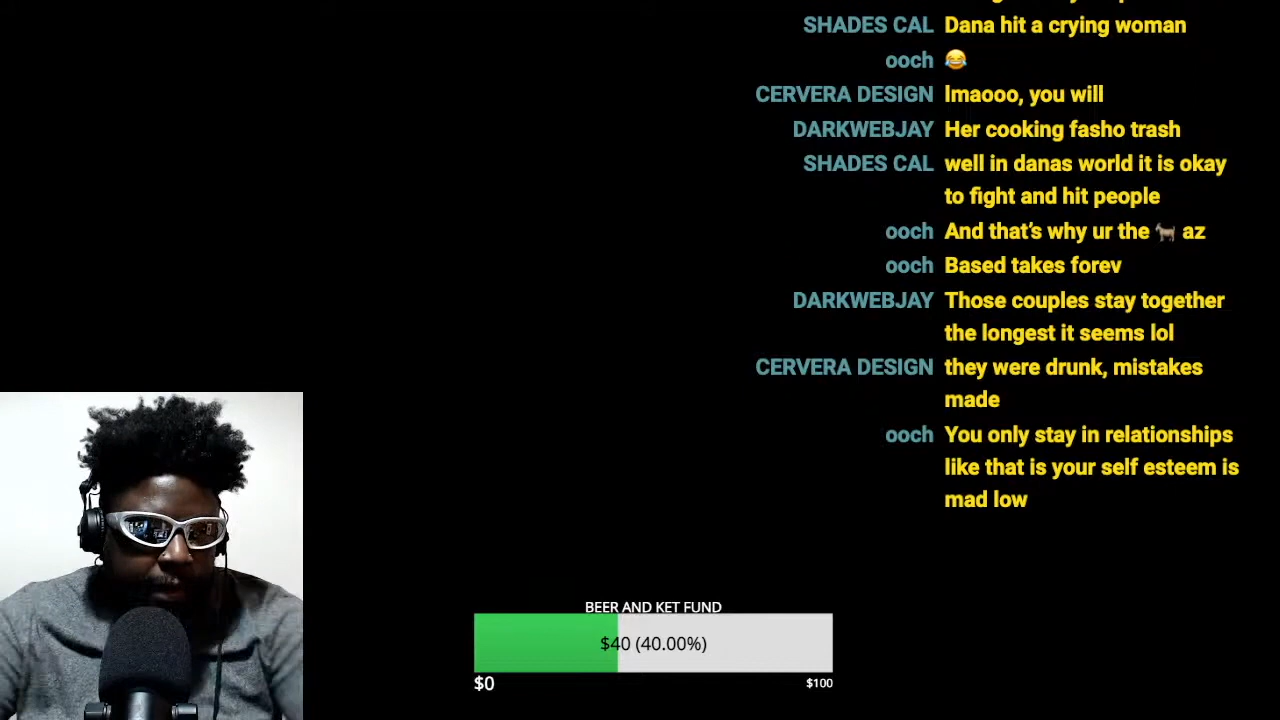 SHADES CAL Dana hit a crying woman
ooch 😂
CERVERA DESIGN lmaooo, you will
DARKWEBJAY Her cooking fasho trash
SHADES CAL well in danas world it is okay
to fight and hit people
ooch And that’s why ur the 🐐 az
ooch Based takes forev
DARKWEBJAY Those couples stay together
the longest it seems lol
CERVERA DESIGN they were drunk, mistakes
made
ooch You only stay in relationships
like that is your self esteem is
mad low
BEER AND KET FUND
$40 (40.00%)
$0 $100